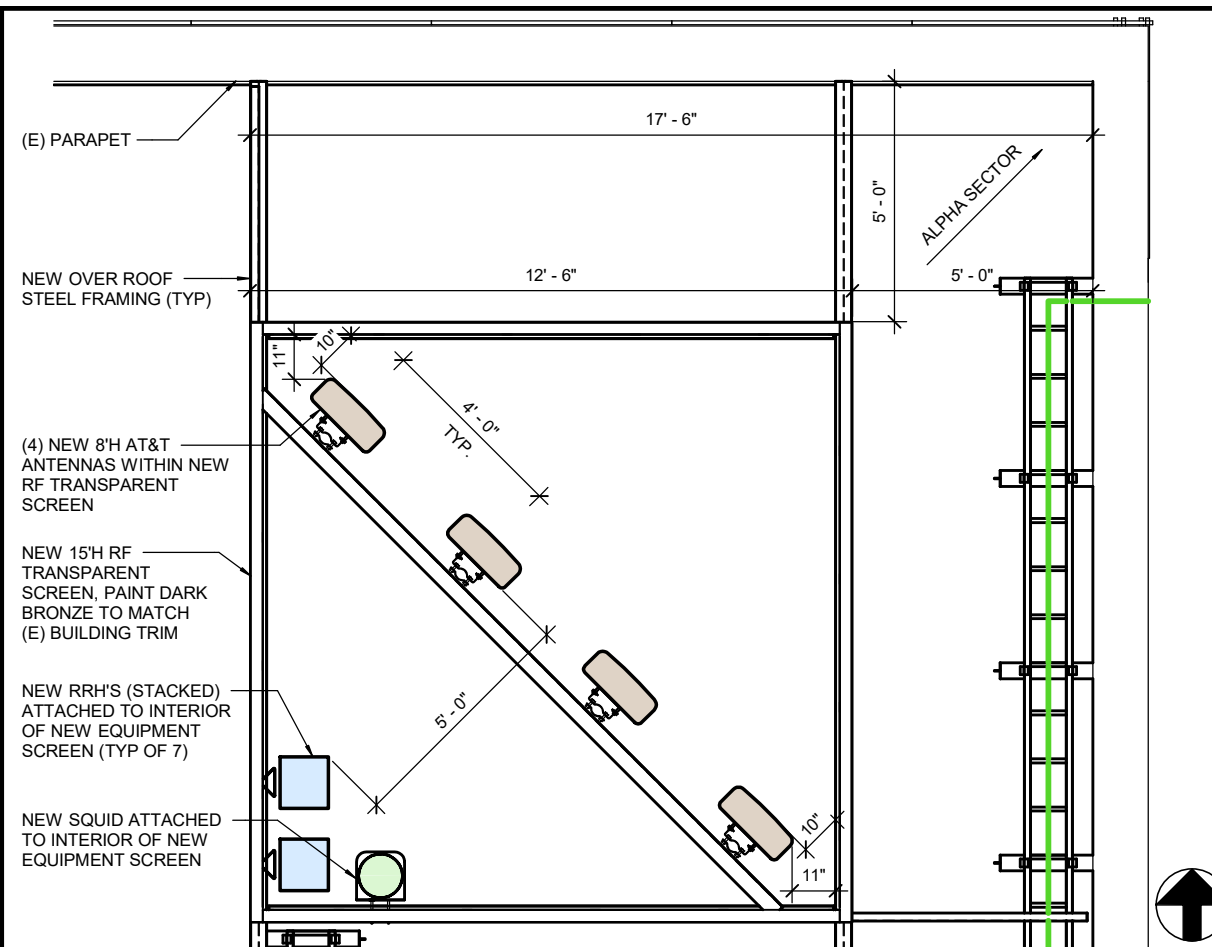 (E) PARAPET
17' - 6"
ALPHA SECTOR
5' - 0"
NEW OVER ROOF
STEEL FRAMING (TYP)
12' - 6"
5' - 0"
11"
10"
4' - 0"
TYP.
(4) NEW 8'H AT&T
ANTENNAS WITHIN NEW
RF TRANSPARENT
SCREEN
NEW 15'H RF
TRANSPARENT
SCREEN, PAINT DARK
BRONZE TO MATCH
(E) BUILDING TRIM
NEW RRH'S (STACKED)
ATTACHED TO INTERIOR
OF NEW EQUIPMENT
SCREEN (TYP OF 7)
5' - 0"
NEW SQUID ATTACHED
TO INTERIOR OF NEW
EQUIPMENT SCREEN
10"
11"